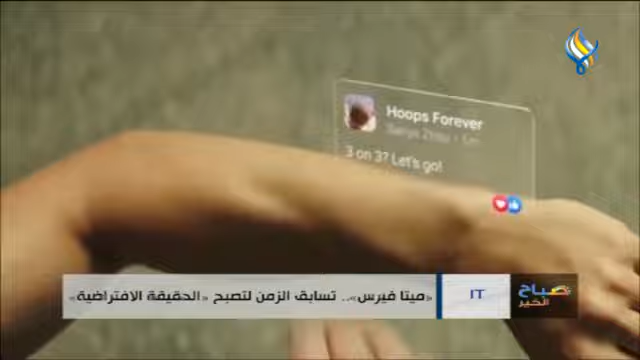 Hoops Forever
3 on 3? Let's go!
«ميتا فيرس».. تسابق الزمن لتصبح «الحقيقة الافتراضية»
IT
صباح
الخير